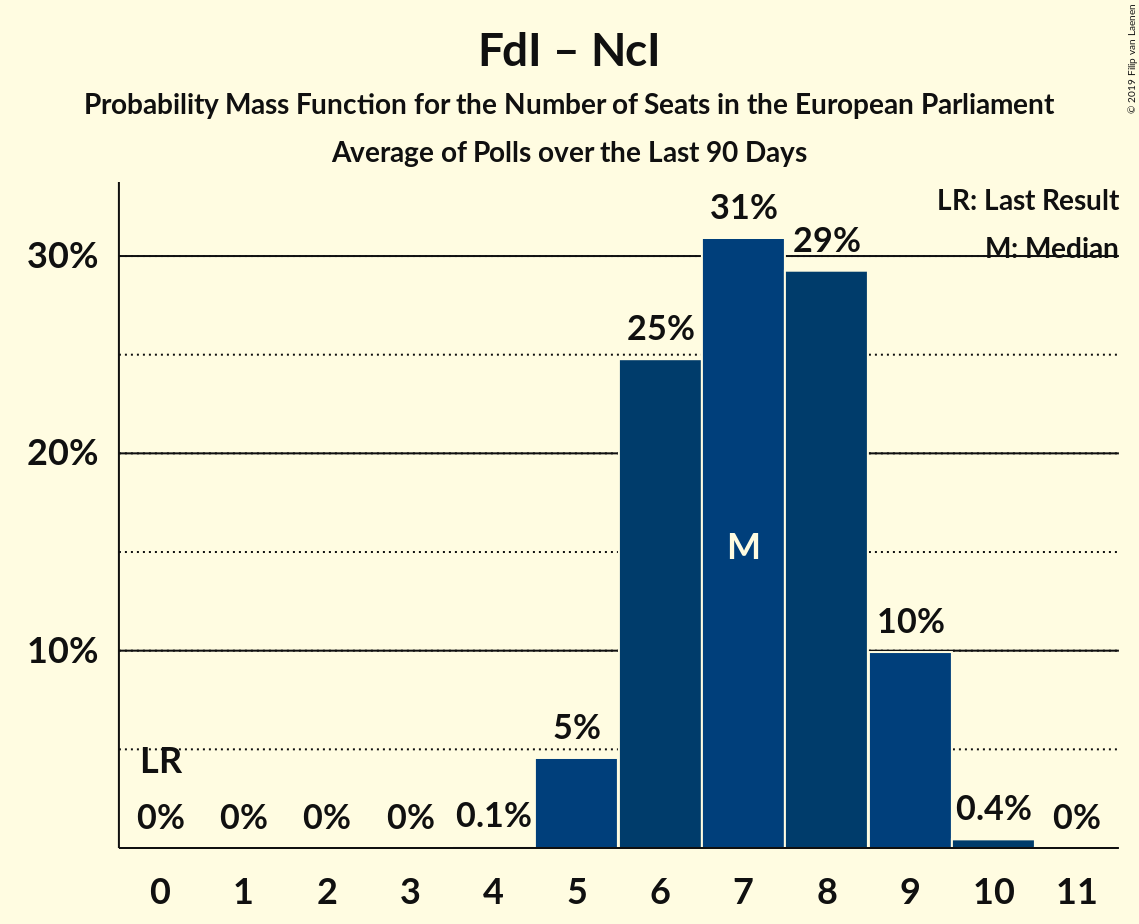 FdI – NcI
Probability Mass Function for the Number of Seats in the European Parliament
Average of Polls over the Last 90 Days
© 2019 Filip van Laenen
LR: Last Result
M: Median
30%
20%
10%
LR
0%
0%
0%
0%
0.1%
5%
25%
31%
29%
10%
0.4%
0%
M
0 1 2 3 4 5 6 7 8 9 10 11